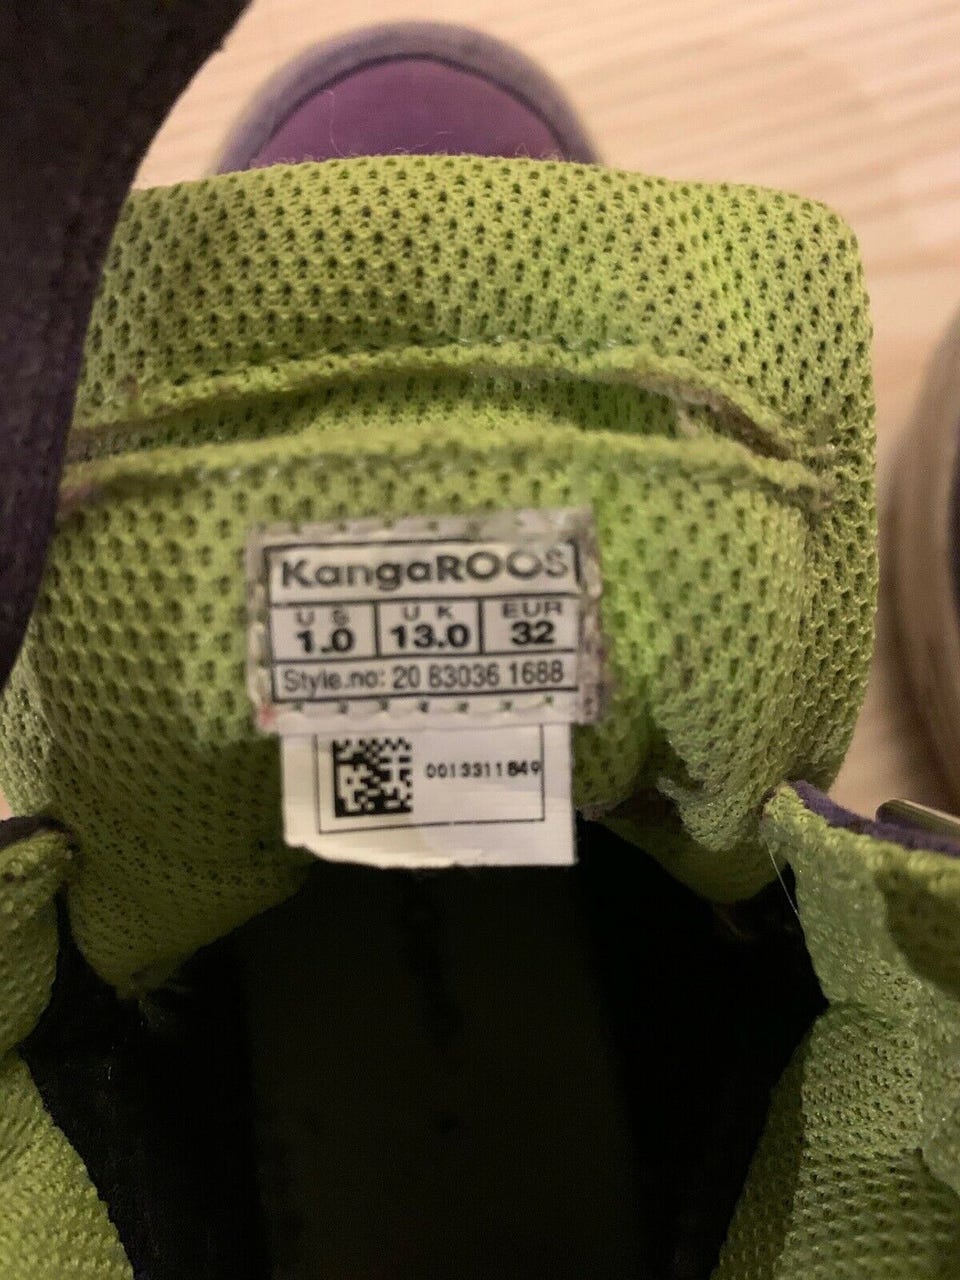 KangaROOS
US UK EUR
1.0 13.0 32
Style.no: 20 83036 1688
0013311849